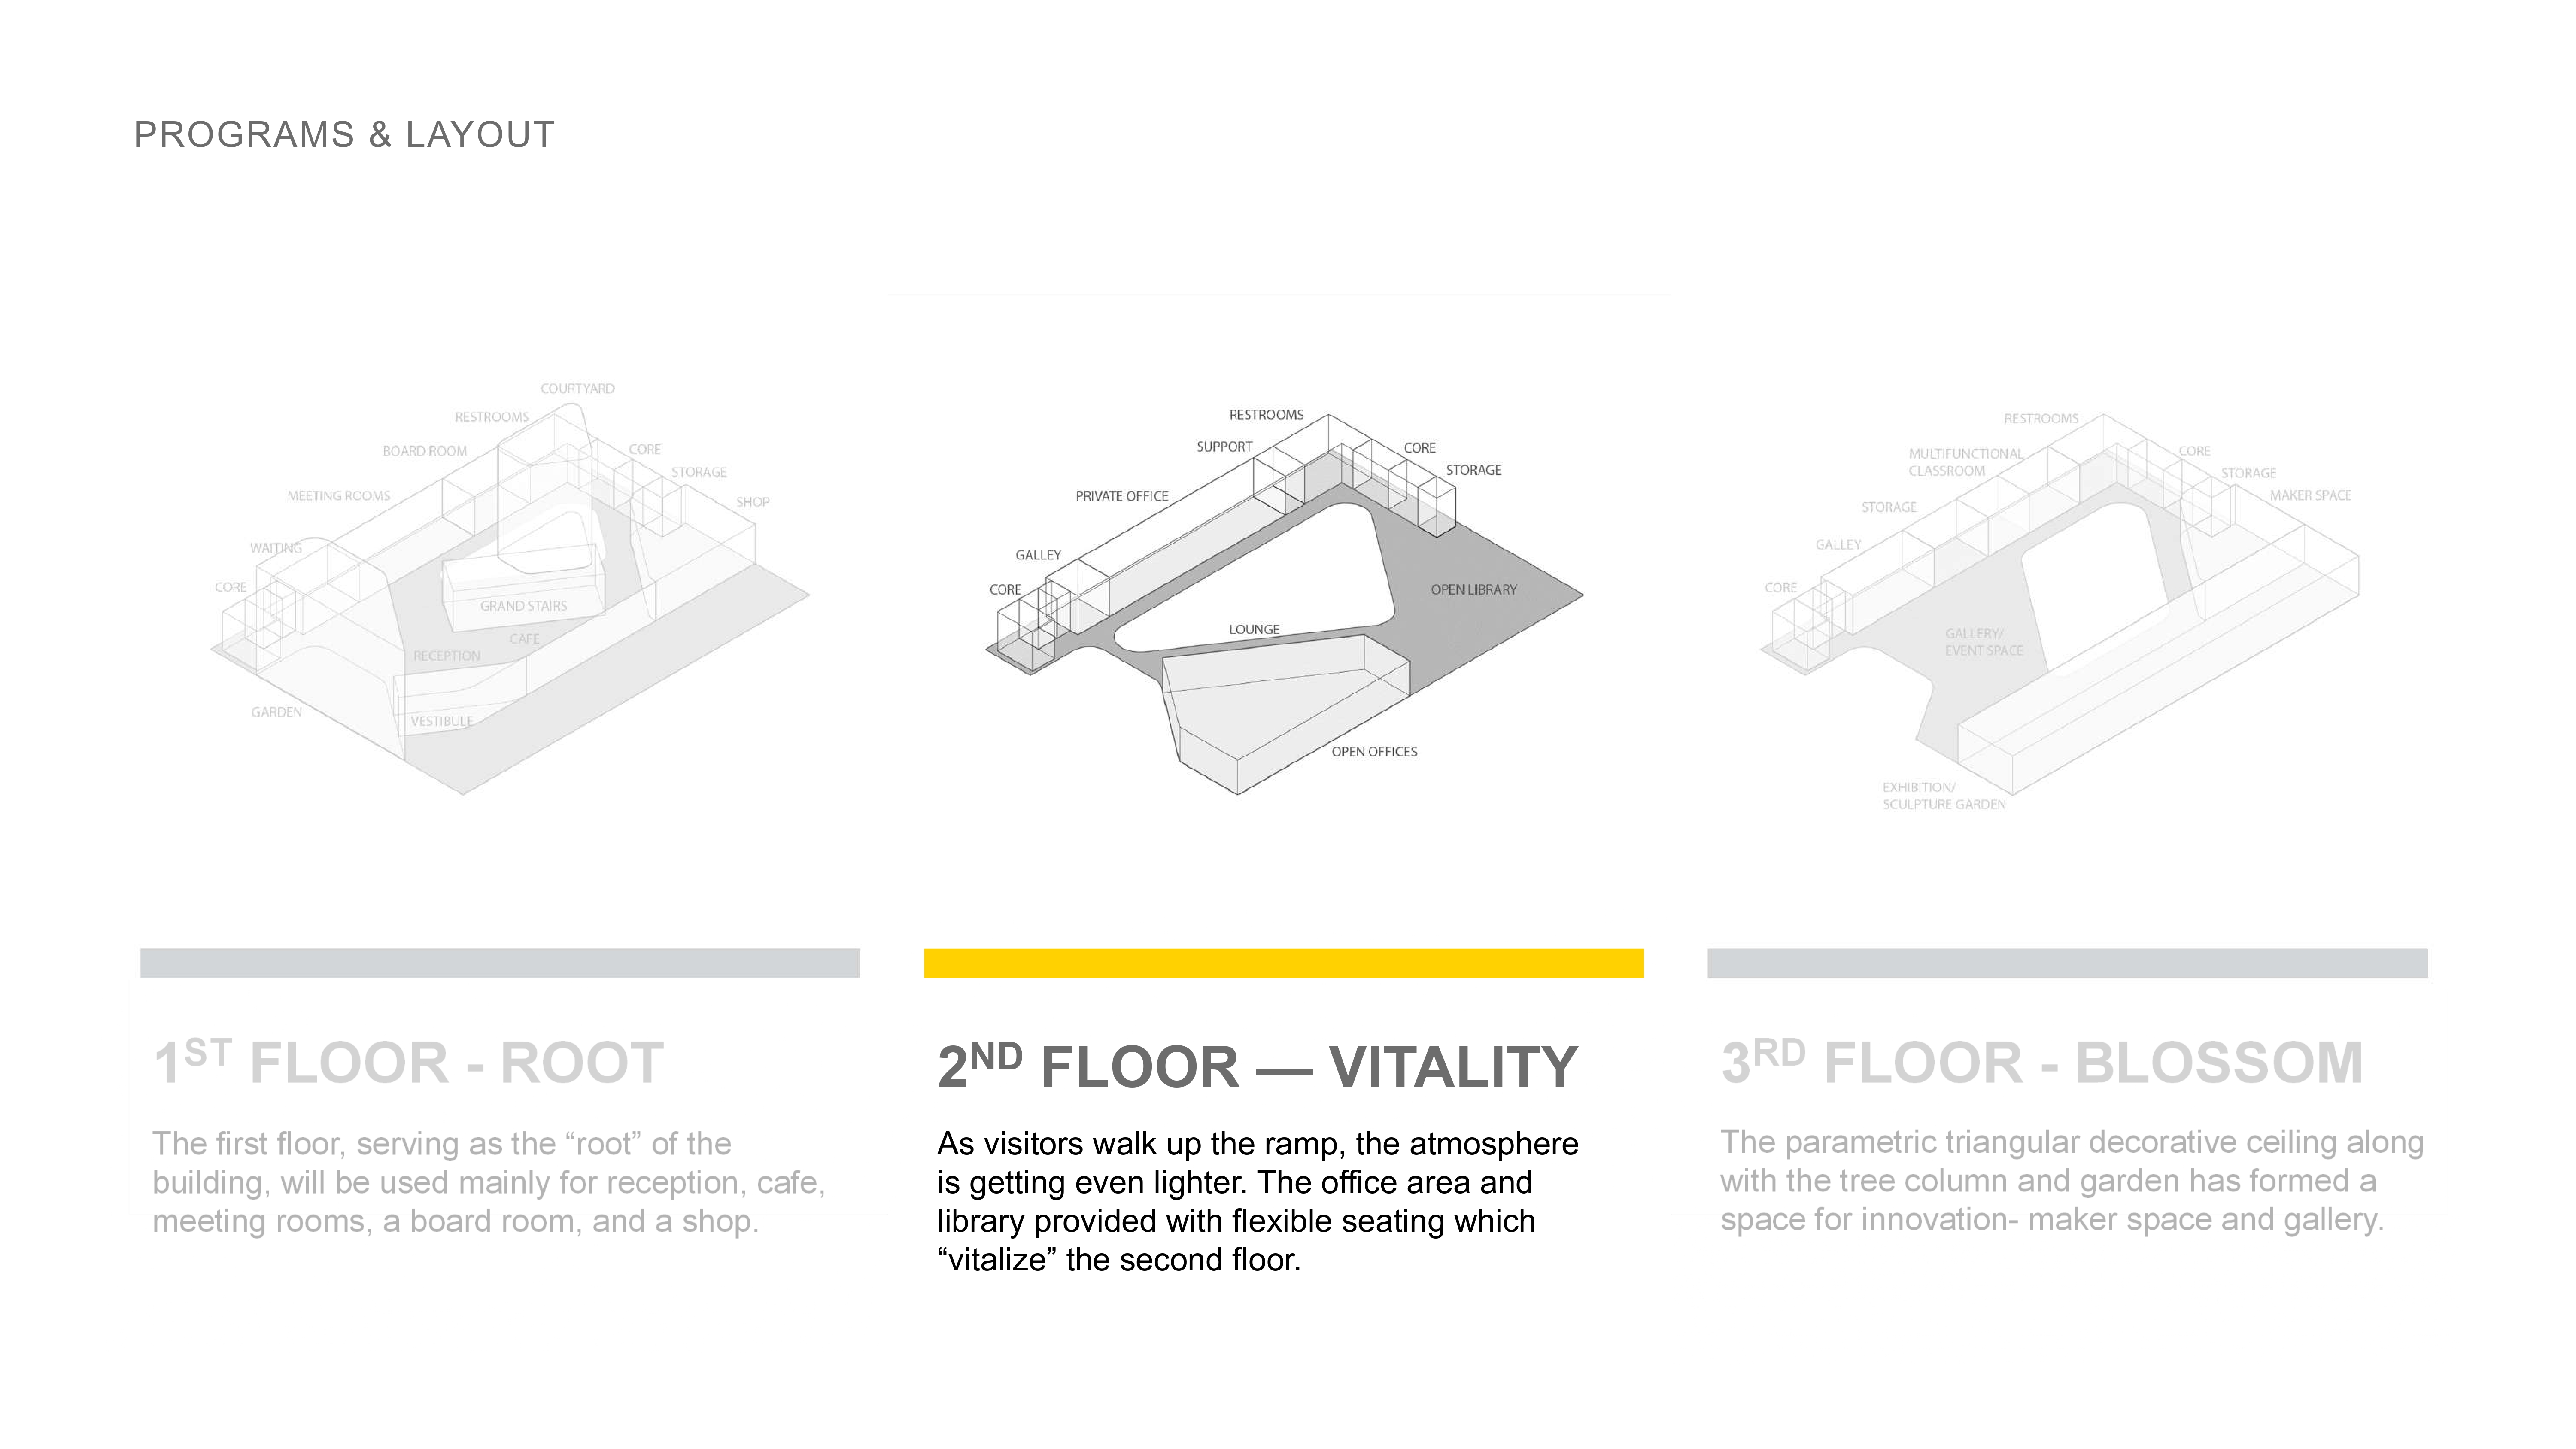 PROGRAMS & LAYOUT
COURTYARD
RESTROOMS
BOARD ROOM
CORE
STORAGE
MEETING ROOMS
SHOP
WAITING
CORE
GRAND STAIRS
CAFE
RECEPTION
GARDEN
VESTIBULE
RESTROOMS
SUPPORT
CORE
STORAGE
PRIVATE OFFICE
GALLEY
CORE
OPEN LIBRARY
LOUNGE
OPEN OFFICES
RESTROOMS
MULTIFUNCTIONAL
CLASSROOM
CORE
STORAGE
MAKER SPACE
STORAGE
GALLEY
CORE
GALLERY/
EVENT SPACE
EXHIBITION/
SCULPTURE GARDEN
1ST FLOOR - ROOT
The first floor, serving as the “root” of the
building, will be used mainly for reception, cafe,
meeting rooms, a board room, and a shop.
2ND FLOOR — VITALITY
As visitors walk up the ramp, the atmosphere
is getting even lighter. The office area and
library provided with flexible seating which
“vitalize” the second floor.
3RD FLOOR - BLOSSOM
The parametric triangular decorative ceiling along
with the tree column and garden has formed a
space for innovation- maker space and gallery.